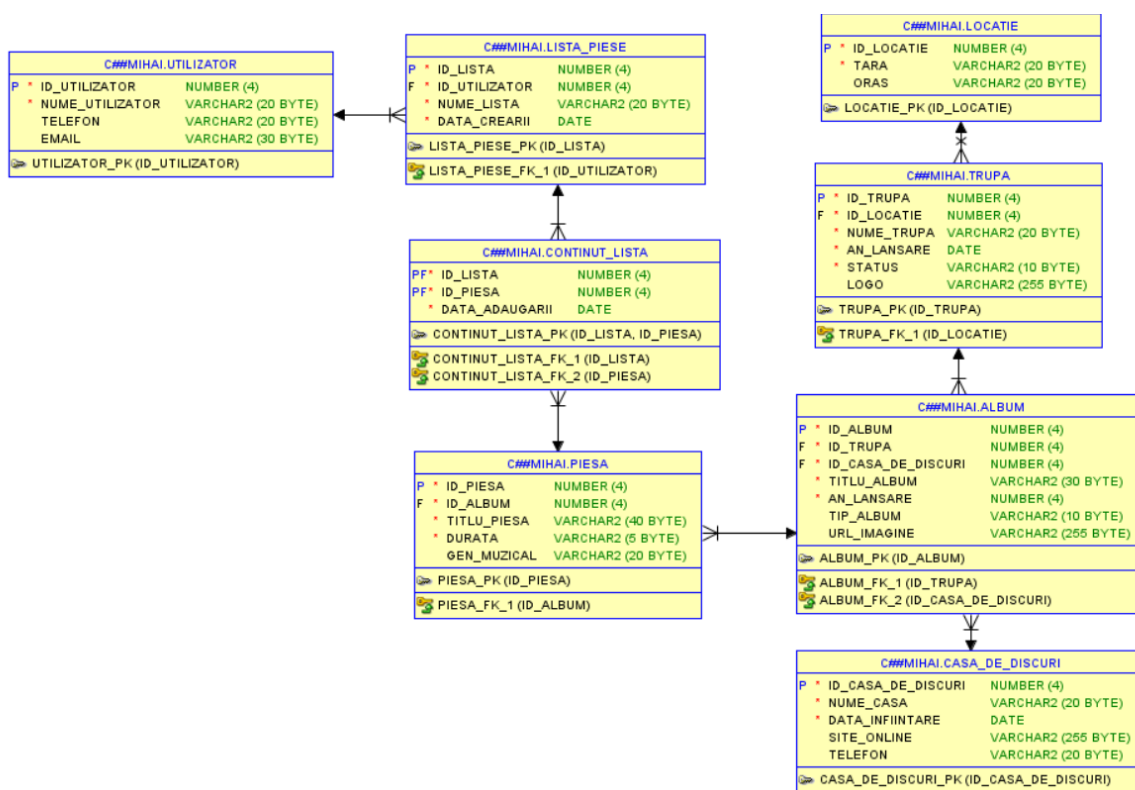 C##MIHAI.UTILIZATOR
P * ID_UTILIZATOR NUMBER (4)
* NUME_UTILIZATOR VARCHAR2 (20 BYTE)
TELEFON VARCHAR2 (20 BYTE)
EMAIL VARCHAR2 (30 BYTE)
UTILIZATOR_PK (ID_UTILIZATOR)
C##MIHAI.LISTA_PIESE
P * ID_LISTA NUMBER (4)
F * ID_UTILIZATOR NUMBER (4)
* NUME_LISTA VARCHAR2 (20 BYTE)
* DATA_CREARII DATE
LISTA_PIESE_PK (ID_LISTA)
LISTA_PIESE_FK_1 (ID_UTILIZATOR)
C##MIHAI.LOCATIE
P * ID_LOCATIE NUMBER (4)
* TARA VARCHAR2 (20 BYTE)
ORAS VARCHAR2 (20 BYTE)
LOCATIE_PK (ID_LOCATIE)
C##MIHAI.TRUPA
P * ID_TRUPA NUMBER (4)
F * ID_LOCATIE NUMBER (4)
* NUME_TRUPA VARCHAR2 (20 BYTE)
* AN_LANSARE DATE
* STATUS VARCHAR2 (10 BYTE)
LOGO VARCHAR2 (255 BYTE)
TRUPA_PK (ID_TRUPA)
TRUPA_FK_1 (ID_LOCATIE)
C##MIHAI.CONTINUT_LISTA
PF* ID_LISTA NUMBER (4)
PF* ID_PIESA NUMBER (4)
* DATA_ADAUGARII DATE
CONTINUT_LISTA_PK (ID_LISTA, ID_PIESA)
CONTINUT_LISTA_FK_1 (ID_LISTA)
CONTINUT_LISTA_FK_2 (ID_PIESA)
C##MIHAI.PIESA
P * ID_PIESA NUMBER (4)
F * ID_ALBUM NUMBER (4)
* TITLU_PIESA VARCHAR2 (40 BYTE)
* DURATA VARCHAR2 (5 BYTE)
GEN_MUZICAL VARCHAR2 (20 BYTE)
PIESA_PK (ID_PIESA)
PIESA_FK_1 (ID_ALBUM)
C##MIHAI.ALBUM
P * ID_ALBUM NUMBER (4)
F * ID_TRUPA NUMBER (4)
F * ID_CASA_DE_DISCURI NUMBER (4)
* TITLU_ALBUM VARCHAR2 (30 BYTE)
* AN_LANSARE NUMBER (4)
TIP_ALBUM VARCHAR2 (10 BYTE)
URL_IMAGINE VARCHAR2 (255 BYTE)
ALBUM_PK (ID_ALBUM)
ALBUM_FK_1 (ID_TRUPA)
ALBUM_FK_2 (ID_CASA_DE_DISCURI)
C##MIHAI.CASA_DE_DISCURI
P * ID_CASA_DE_DISCURI NUMBER (4)
* NUME_CASA VARCHAR2 (20 BYTE)
* DATA_INFIINTARE DATE
SITE_ONLINE VARCHAR2 (255 BYTE)
TELEFON VARCHAR2 (20 BYTE)
CASA_DE_DISCURI_PK (ID_CASA_DE_DISCURI)